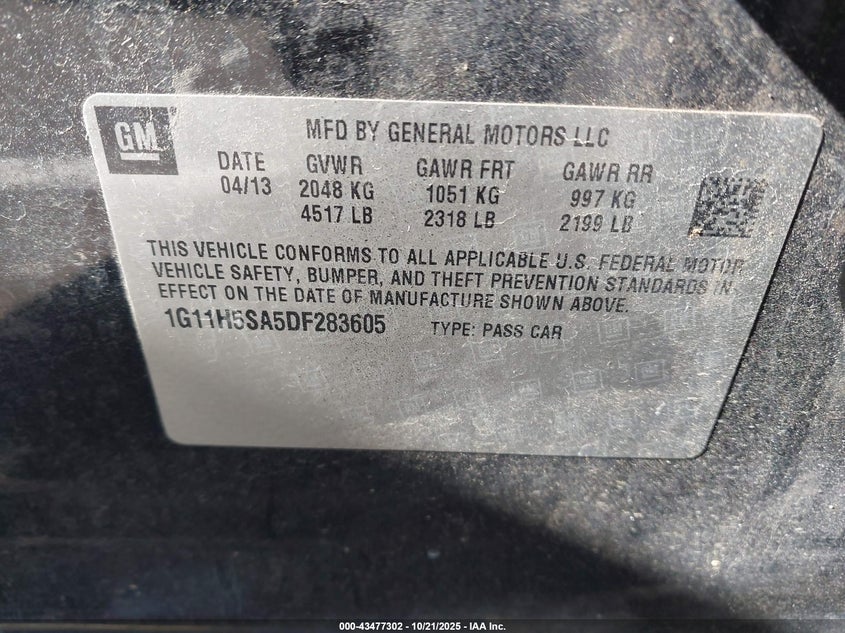 GM
MFD BY GENERAL MOTORS LLC
DATE GVWR GAWR FRT GAWR RR
04/13 2048 KG 1051 KG 997 KG
4517 LB 2318 LB 2199 LB
THIS VEHICLE CONFORMS TO ALL APPLICABLE U.S. FEDERAL MOTOR
VEHICLE SAFETY, BUMPER, AND THEFT PREVENTION STANDARDS IN
EFFECT ON THE DATE OF MANUFACTURE SHOWN ABOVE.
1G11H5SA5DF283605 TYPE: PASS CAR
000-43477302 - 10/21/2025 - IAA Inc.